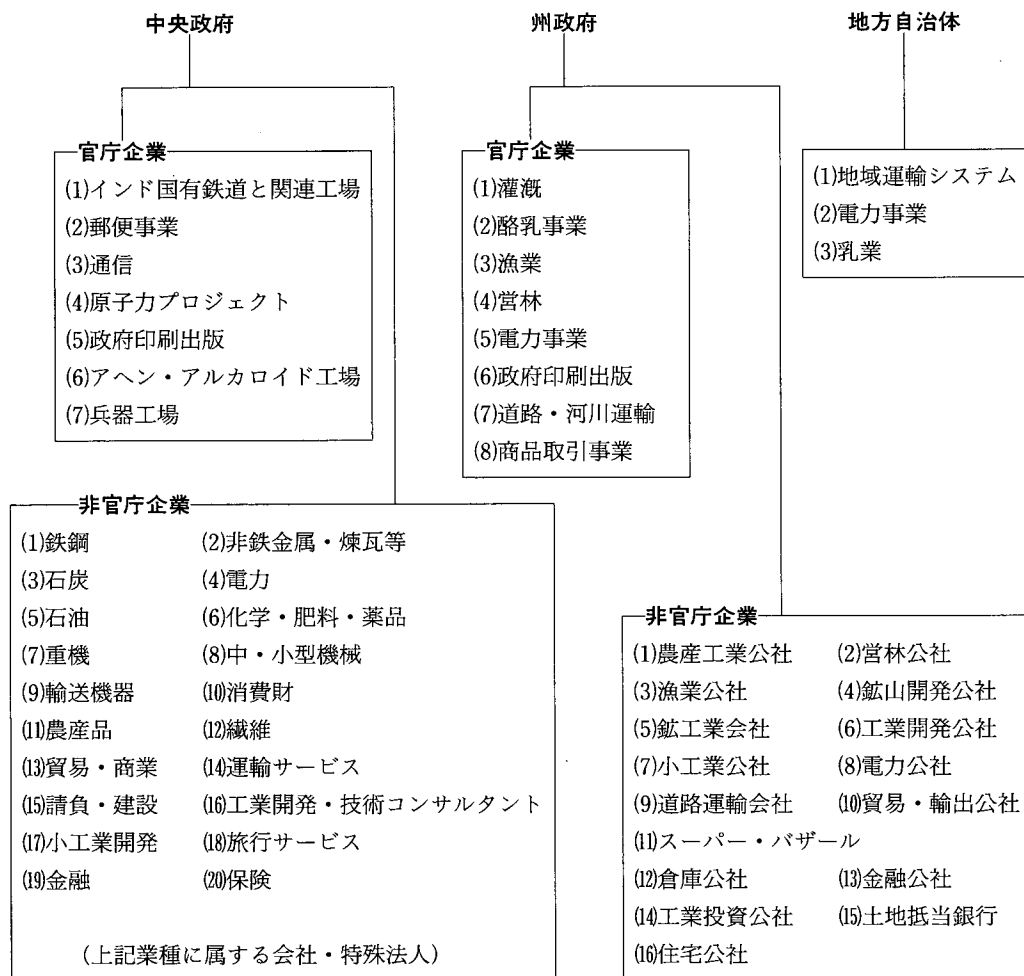 中央政府
官庁企業
(1)インド国有鉄道と関連工場
(2)郵便事業
(3)通信
(4)原子力プロジェクト
(5)政府印刷出版
(6)アヘン・アルカロイド工場
(7)兵器工場
非官庁企業
(1)鉄鋼 (2)非鉄金属・煉瓦等
(3)石炭 (4)電力
(5)石油 (6)化学・肥料・薬品
(7)重機 (8)中・小型機械
(9)輸送機器 (10)消費財
(11)農産品 (12)繊維
(13)貿易・商業 (14)運輸サービス
(15)請負・建設 (16)工業開発・技術コンサルタント
(17)小工業開発 (18)旅行サービス
(19)金融 (20)保険
(上記業種に属する会社・特殊法人)
州政府
官庁企業
(1)灌漑
(2)酪乳事業
(3)漁業
(4)営林
(5)電力事業
(6)政府印刷出版
(7)道路・河川運輸
(8)商品取引事業
非官庁企業
(1)農産工業公社 (2)営林公社
(3)漁業公社 (4)鉱山開発公社
(5)鉱工業会社 (6)工業開発公社
(7)小工業公社 (8)電力公社
(9)道路運輸会社 (10)貿易・輸出公社
(11)スーパー・バザール
(12)倉庫公社 (13)金融公社
(14)工業投資公社 (15)土地抵当銀行
(16)住宅公社
地方自治体
(1)地域運輸システム
(2)電力事業
(3)乳業